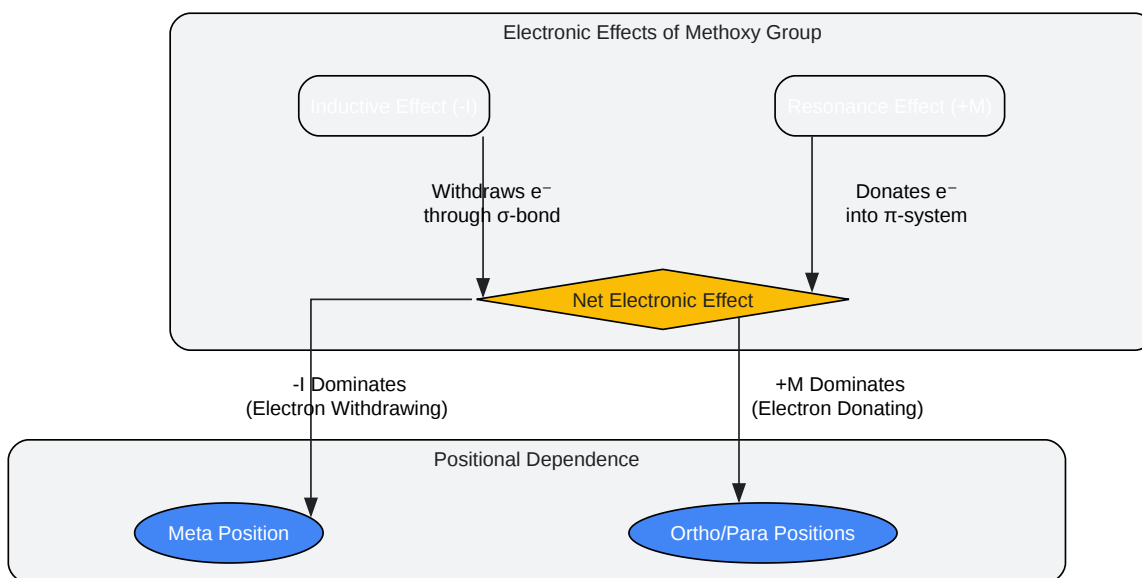 Electronic Effects of Methoxy Group
Inductive Effect (-I)
Resonance Effect (+M)
Withdraws e⁻
through σ-bond
Donates e⁻
into π-system
Net Electronic Effect
-I Dominates
(Electron Withdrawing)
+M Dominates
(Electron Donating)
Positional Dependence
Meta Position
Ortho/Para Positions